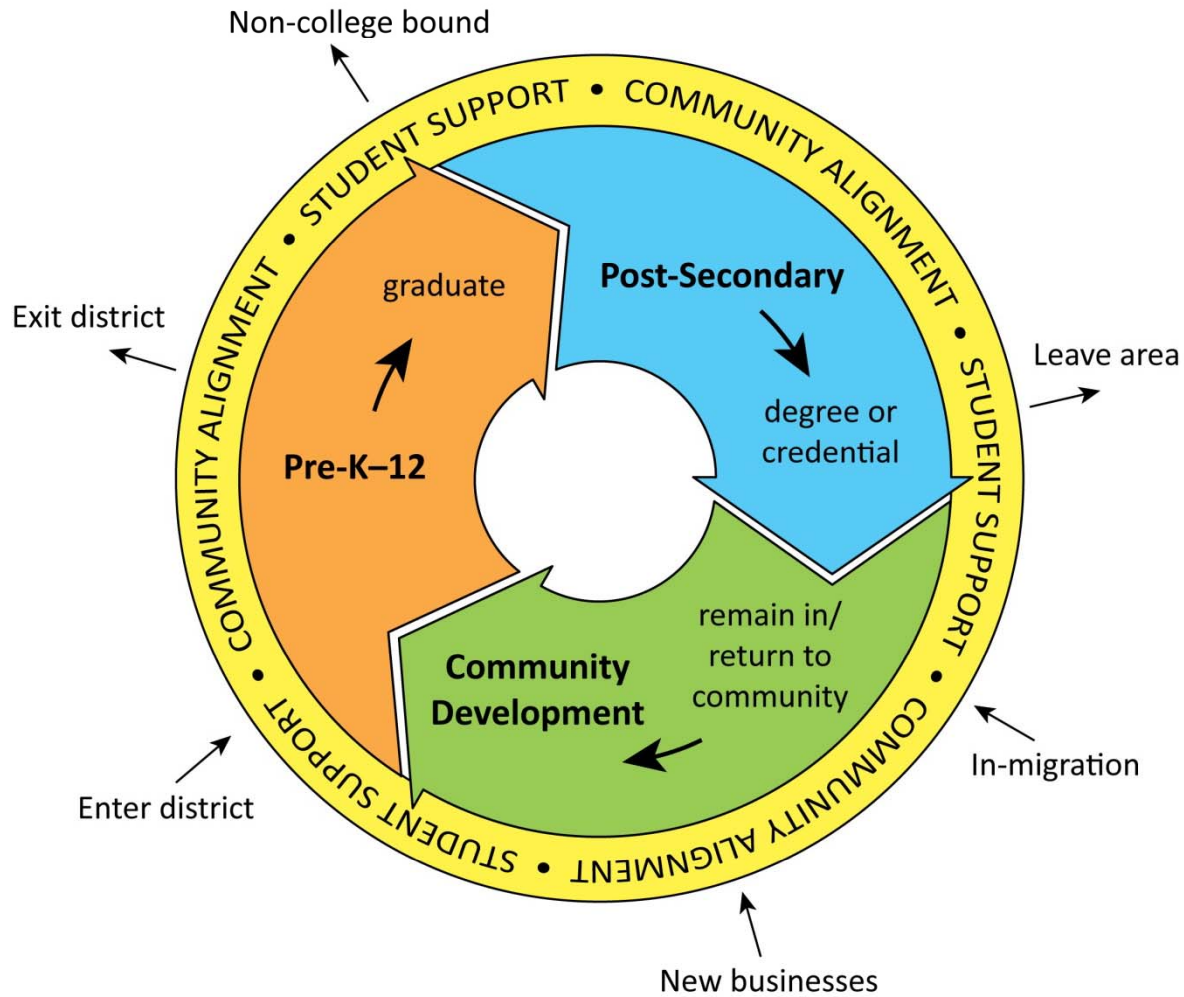 Non-college bound
STUDENT SUPPORT • COMMUNITY ALIGNMENT • STUDENT SUPPORT • COMMUNITY ALIGNMENT • STUDENT SUPPORT • COMMUNITY ALIGNMENT •
graduate
Post-Secondary
Exit district
Leave area
degree or
credential
Pre-K–12
remain in/
return to
community
Community
Development
In-migration
Enter district
New businesses